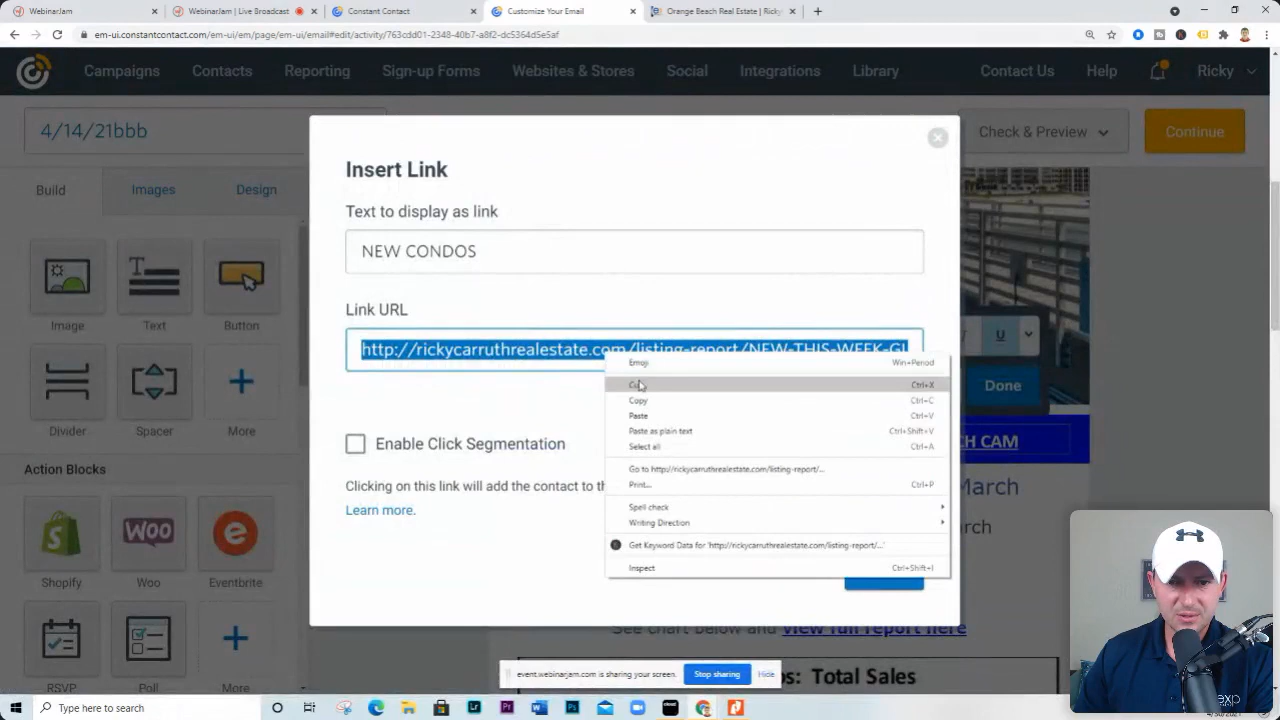 WebinarJam
WebinarJam | Live Broadcast
Constant Contact
Customize Your Email
Orange Beach Real Estate | Ricky
em-ui.constantcontact.com/em-ui/em/page/em-ui/email#edit/activity/763cdd01-2348-40b7-a8f2-dc5364d5e5af
Campaigns Contacts Reporting Sign-up Forms Websites & Stores Social Integrations Library Contact Us Help Ricky
4/14/21bbb
Check & Preview
Continue
Build Images Design
Insert Link
Text to display as link
NEW CONDOS
Link URL
http://rickycarruthrealestate.com/listing-report/NEW-THIS-WEEK-GI
Image Text Button
Divider Spacer More
Action Blocks
Shopify Woo Eventbrite
RSVP Poll More
Emoji Win+Period
Ctrl+X
Copy Ctrl+C
Paste Ctrl+V
Paste as plain text Ctrl+Shift+V
Select all Ctrl+A
Go to http://rickycarruthrealestate.com/listing-report/...
Print... Ctrl+P
Spell check
Writing Direction
Get Keyword Data for 'http://rickycarruthrealestate.com/listing-report/...'
Inspect Ctrl+Shift+I
Enable Click Segmentation
Clicking on this link will add the contact to th
Learn more.
U
Done
CH CAM
March
rch
See chart below and view full report here
os: Total Sales
event.webinarjam.com is sharing your screen. Stop sharing Hide
Type here to search
exp